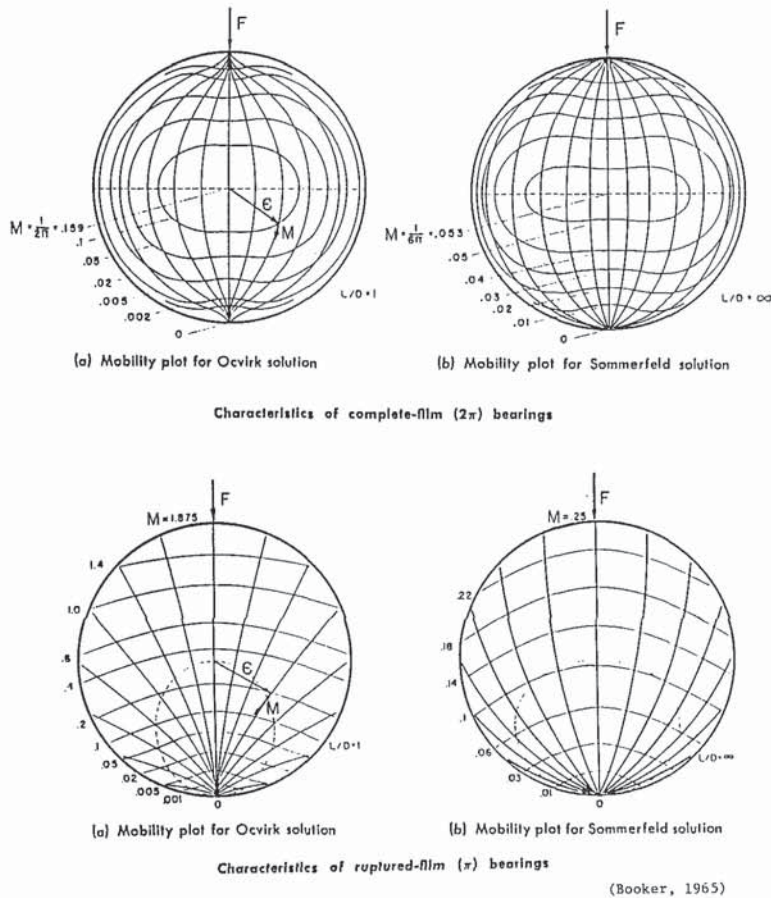 F
F
M = 1/2π = .159
.1
.05
.02
.005
.002
0
ϵ
M
L/D = 1
M = 1/6π = .053
.05
.04
.03
.02
.01
0
L/D = ∞
(a) Mobility plot for Ocvirk solution
(b) Mobility plot for Sommerfeld solution
Characteristics of complete-film (2π) bearings
F
F
M = 1.875
1.4
1.0
.4
.2
.1
.05
.02
.005
.001
0
ϵ
M
L/D = 1
M = .25
.22
.18
.14
.1
.06
.03
.01
0
L/D = ∞
(a) Mobility plot for Ocvirk solution
(b) Mobility plot for Sommerfeld solution
Characteristics of ruptured-film (π) bearings
(Booker, 1965)